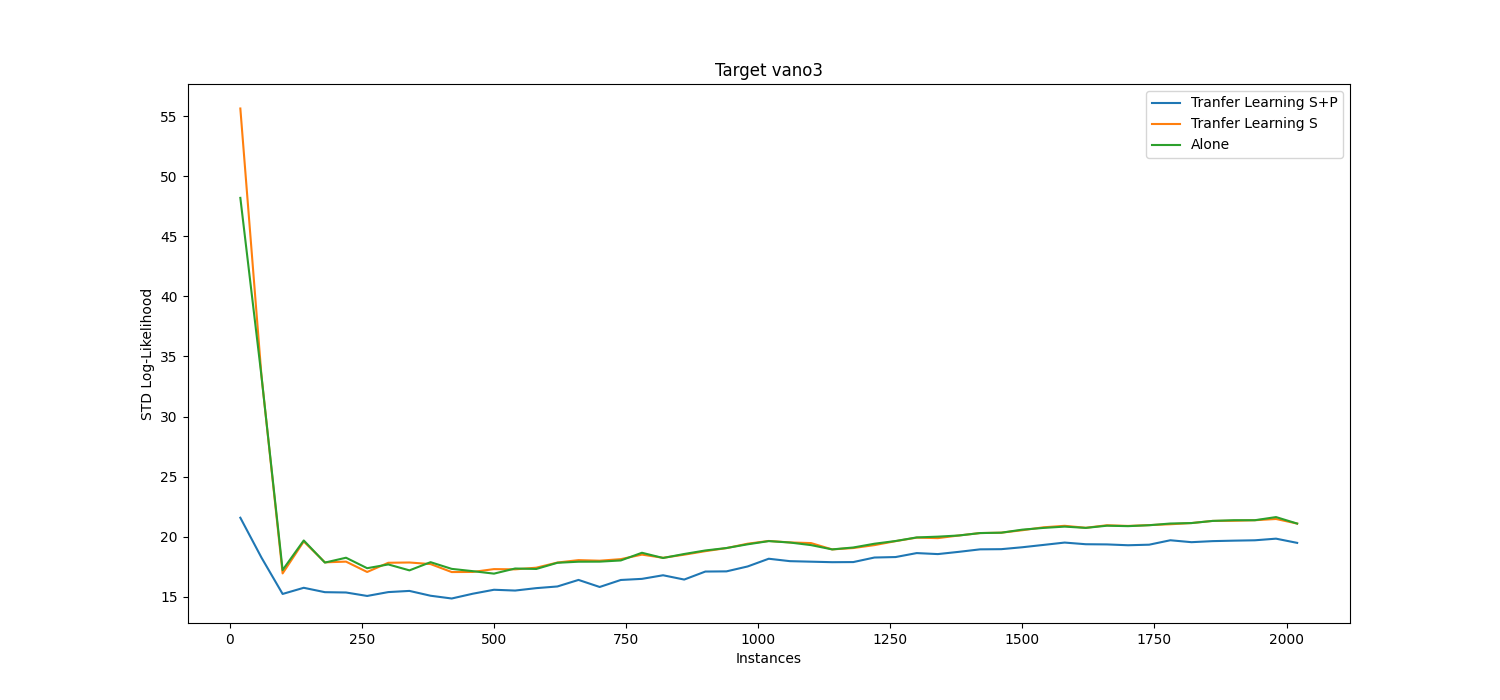 Target vano3
Tranfer Learning S+P
Tranfer Learning S
Alone
STD Log-Likelihood
55
50
45
40
35
30
25
20
15
0 250 500 750 1000 1250 1500 1750 2000
Instances